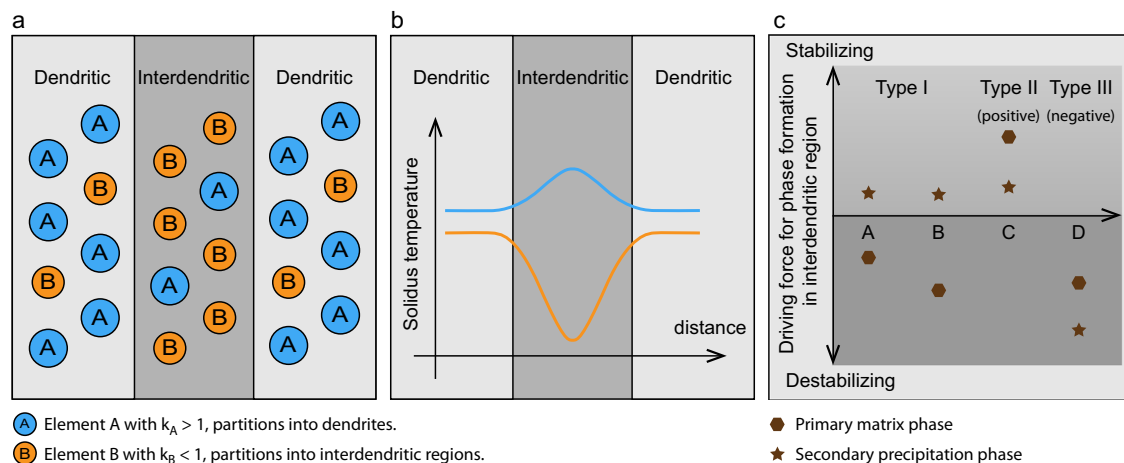 a
Dendritic
Interdendritic
Dendritic
A
A
B
A
A
B
A
A
B
B
A
B
B
A
B
B
A
A
B
A
A
B
A
A
A Element A with kA > 1, partitions into dendrites.
B Element B with kB < 1, partitions into interdendritic regions.
b
Dendritic
Interdendritic
Dendritic
Solidus temperature
distance
c
Stabilizing
Driving force for phase formation
in interdendritic region
Type I
Type II
(positive)
Type III
(negative)
A
B
C
D
Destabilizing
Primary matrix phase
Secondary precipitation phase